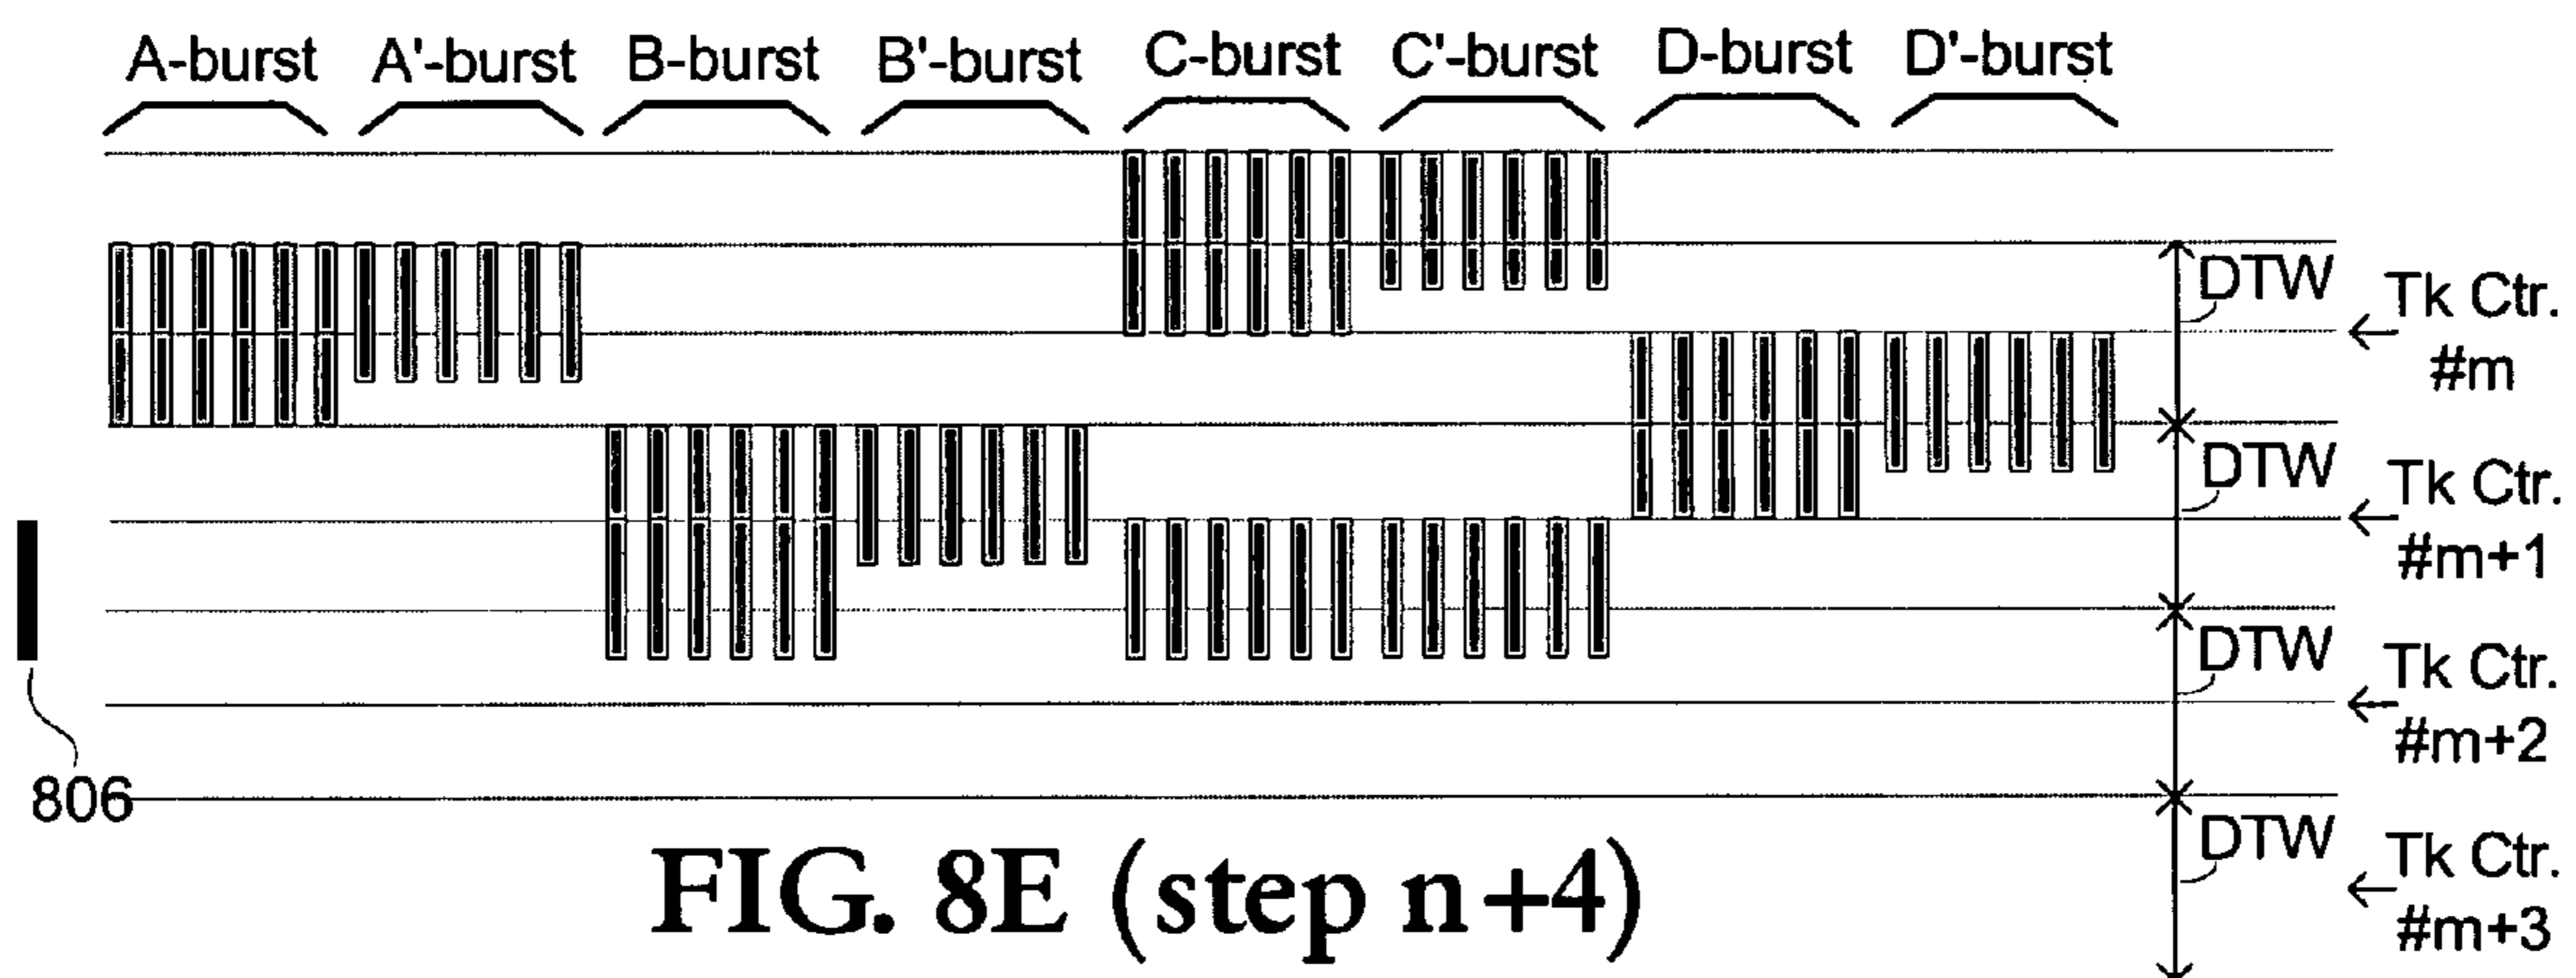 A-burst A'-burst B-burst B'-burst C-burst C'-burst D-burst D'-burst
DTW
Tk Ctr.
#m
DTW
Tk Ctr.
#m+1
DTW
Tk Ctr.
#m+2
806
DTW
Tk Ctr.
#m+3
FIG. 8E (step n+4)